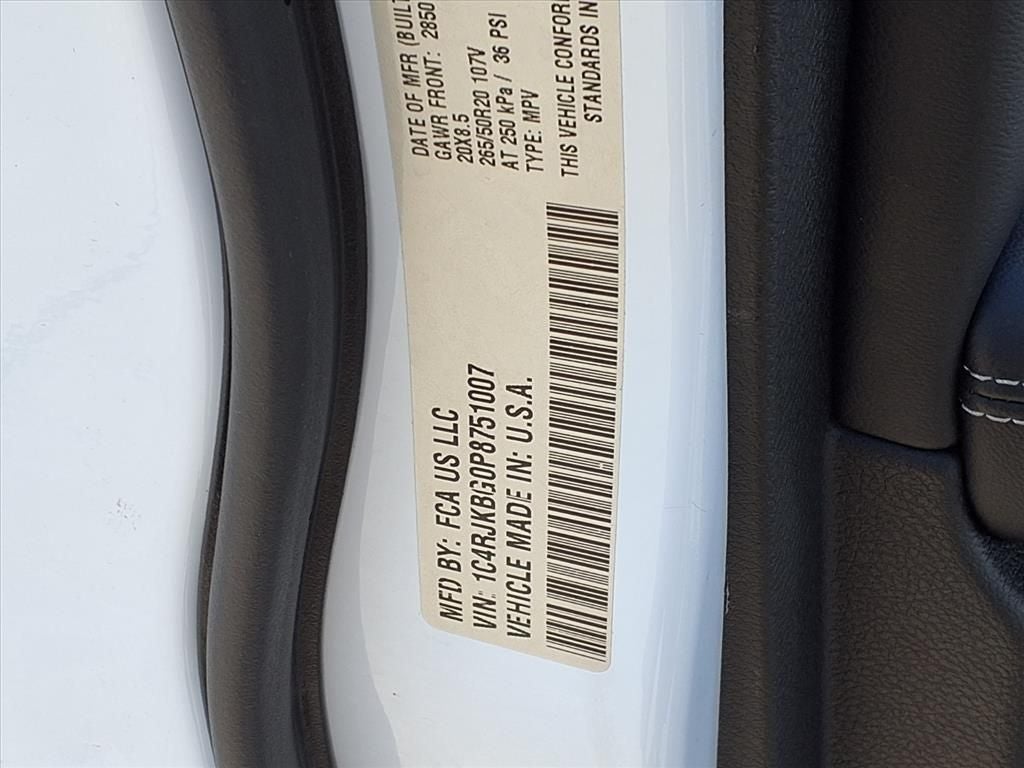 MFD BY: FCA US LLC
VIN: 1C4RJKBG0P8751007
VEHICLE MADE IN: U.S.A.
DATE OF MFR (BUILT
GAWR FRONT: 2850
20X8.5
265/50R20 107V
AT 250 kPa / 36 PSI
TYPE: MPV
THIS VEHICLE CONFOR
STANDARDS IN